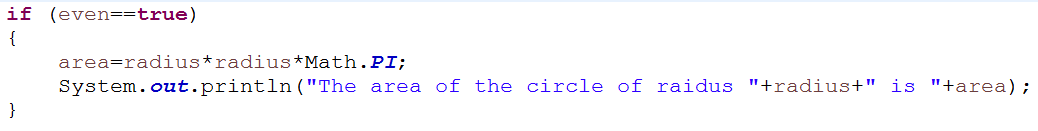 if (even==true)
{
area=radius*radius*Math.PI;
System.out.println("The area of the circle of raidus "+radius+" is "+area);
}